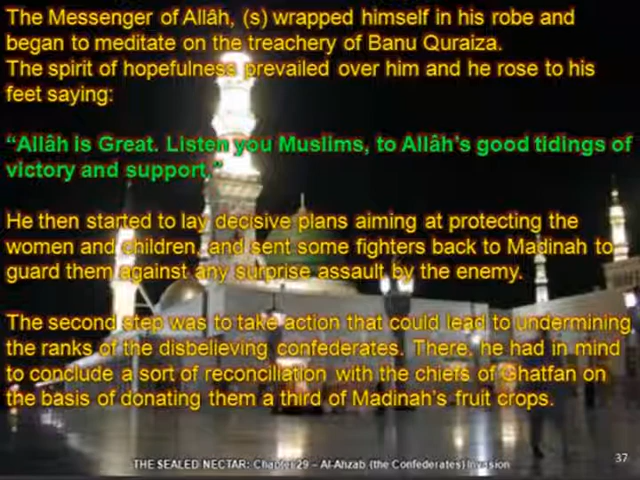 The Messenger of Allâh, (s) wrapped himself in his robe and
began to meditate on the treachery of Banu Quraiza.
The spirit of hopefulness prevailed over him and he rose to his
feet saying:
“Allâh is Great. Listen you Muslims, to Allâh’s good tidings of
victory and support.”
He then started to lay decisive plans aiming at protecting the
women and children, and sent some fighters back to Madinah to
guard them against any surprise assault by the enemy.
The second step was to take action that could lead to undermining
the ranks of the disbelieving confederates. There, he had in mind
to conclude a sort of reconciliation with the chiefs of Ghatfan on
the basis of donating them a third of Madinah’s fruit crops.
THE SEALED NECTAR: Chapter 29 – Al-Ahzab (the Confederates) Invasion
37